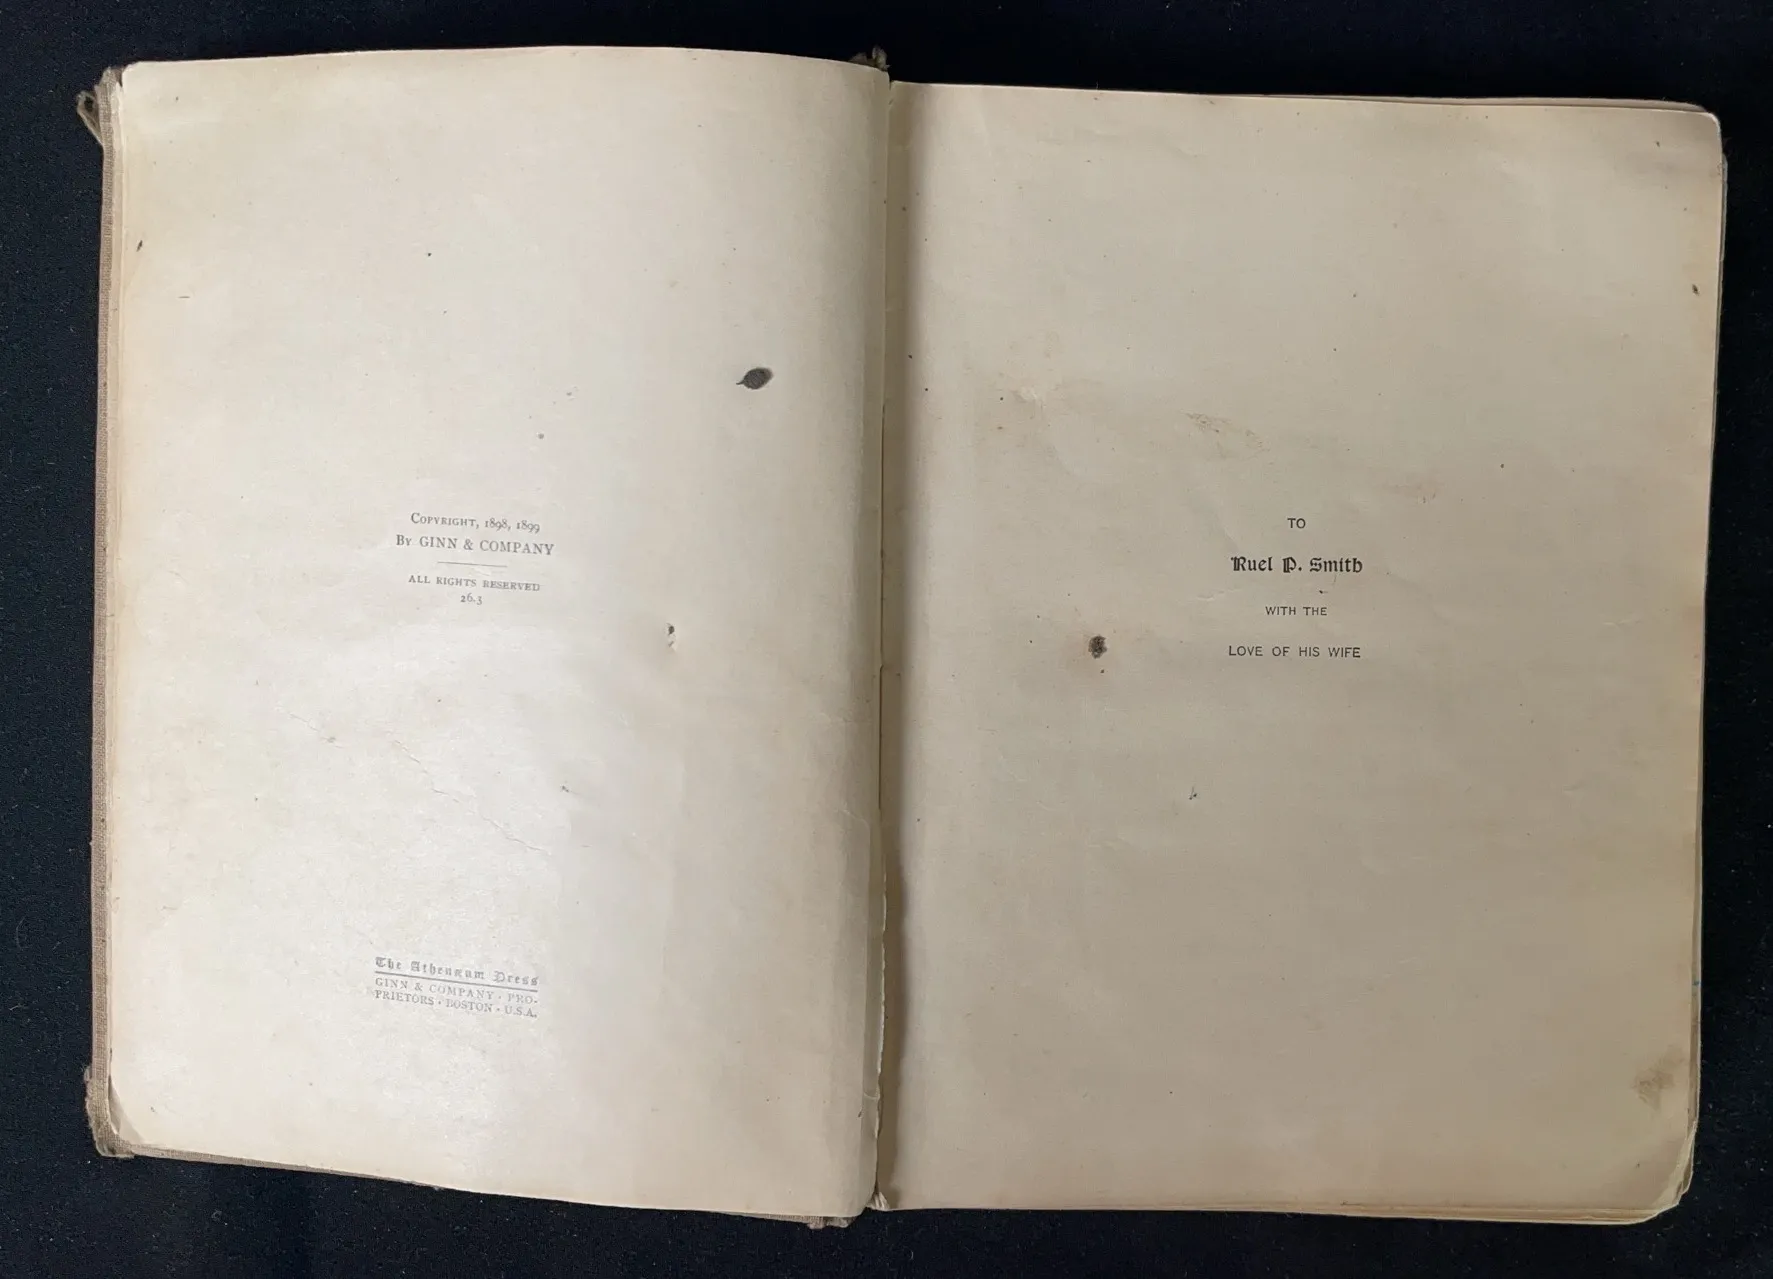 COPYRIGHT, 1898, 1899
BY GINN & COMPANY
ALL RIGHTS RESERVED
26.3
The Athenæum Press
GINN & COMPANY · PRO-
PRIETORS · BOSTON · U.S.A.
TO
Ruel P. Smith
WITH THE
LOVE OF HIS WIFE